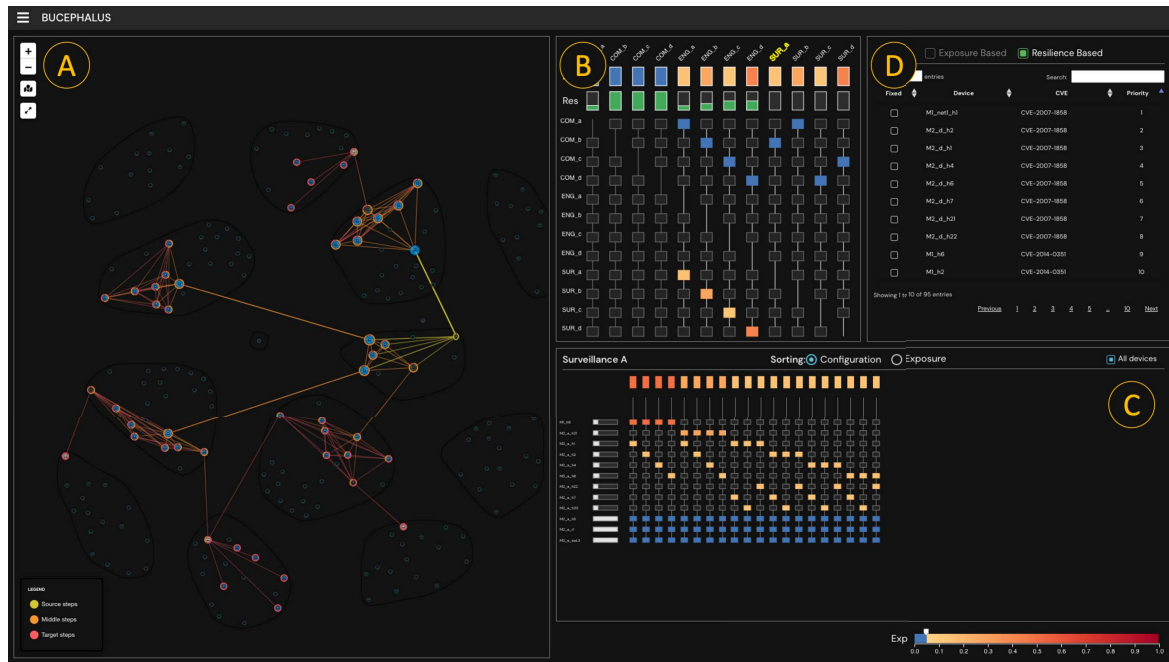 BUCEPHALUS
A
LEGEND
Source steps
Middle steps
Target steps
B
COM_b
COM_c
COM_d
ENG_a
ENG_b
ENG_c
ENG_d
SUR_a
SUR_b
SUR_c
SUR_d
Res
COM_a
COM_b
COM_c
COM_d
ENG_a
ENG_b
ENG_c
ENG_d
SUR_a
SUR_b
SUR_c
SUR_d
D
Exposure Based Resilience Based
entries Search:
Fixed Device CVE Priority
M1_net1_h1 CVE-2007-1858 1
M2_d_h2 CVE-2007-1858 2
M2_d_h1 CVE-2007-1858 3
M2_d_h4 CVE-2007-1858 4
M2_d_h6 CVE-2007-1858 5
M2_d_h7 CVE-2007-1858 6
M2_d_h21 CVE-2007-1858 7
M2_d_h22 CVE-2007-1858 8
M1_h6 CVE-2014-0351 9
M1_h2 CVE-2014-0351 10
Showing 1 to 10 of 95 entries
Previous 1 2 3 4 5 … 10 Next
Surveillance A Sorting: Configuration Exposure All devices
C
Exp
0.0 0.1 0.2 0.3 0.4 0.5 0.6 0.7 0.8 0.9 1.0